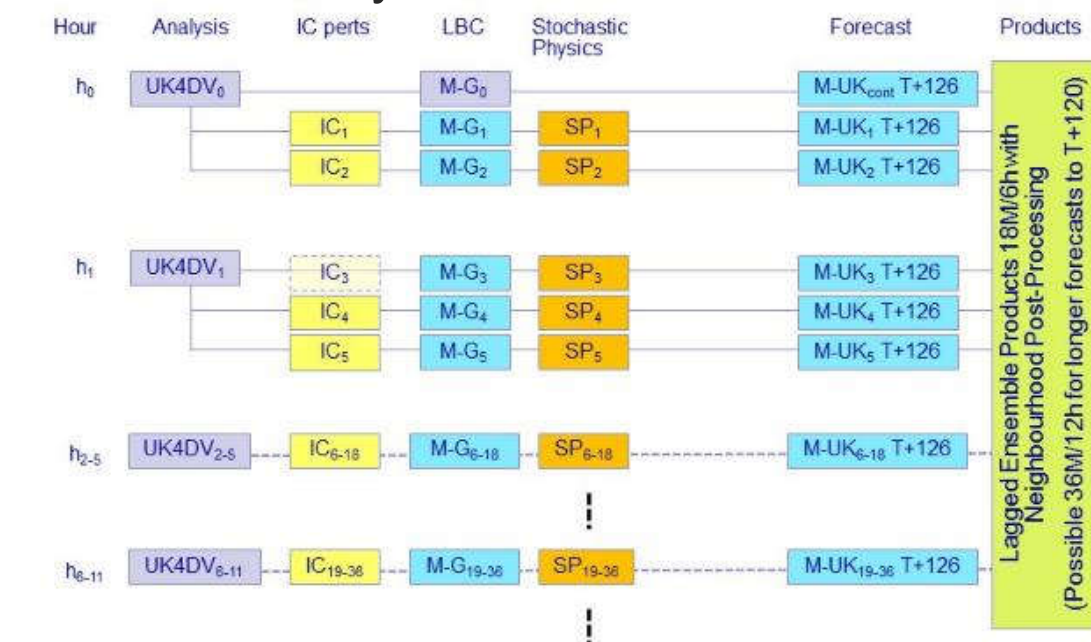 Hour Analysis IC perts LBC Stochastic Physics Forecast Products
h₀ UK4DV₀ M-G₀ M-UKcont T+126
IC₁ M-G₁ SP₁ M-UK₁ T+126
IC₂ M-G₂ SP₂ M-UK₂ T+126
h₁ UK4DV₁ IC₃ M-G₃ SP₃ M-UK₃ T+126
IC₄ M-G₄ SP₄ M-UK₄ T+126
IC₅ M-G₅ SP₅ M-UK₅ T+126
h₂₋₅ UK4DV₂₋₅ IC₆₋₁₈ M-G₆₋₁₈ SP₆₋₁₈ M-UK₆₋₁₈ T+126
h₆₋₁₁ UK4DV₆₋₁₁ IC₁₉₋₃₆ M-G₁₉₋₃₆ SP₁₉₋₃₆ M-UK₁₉₋₃₆ T+126
Lagged Ensemble Products 18M/6h with
Neighbourhood Post-Processing
(Possible 36M/12h for longer forecasts to T+120)